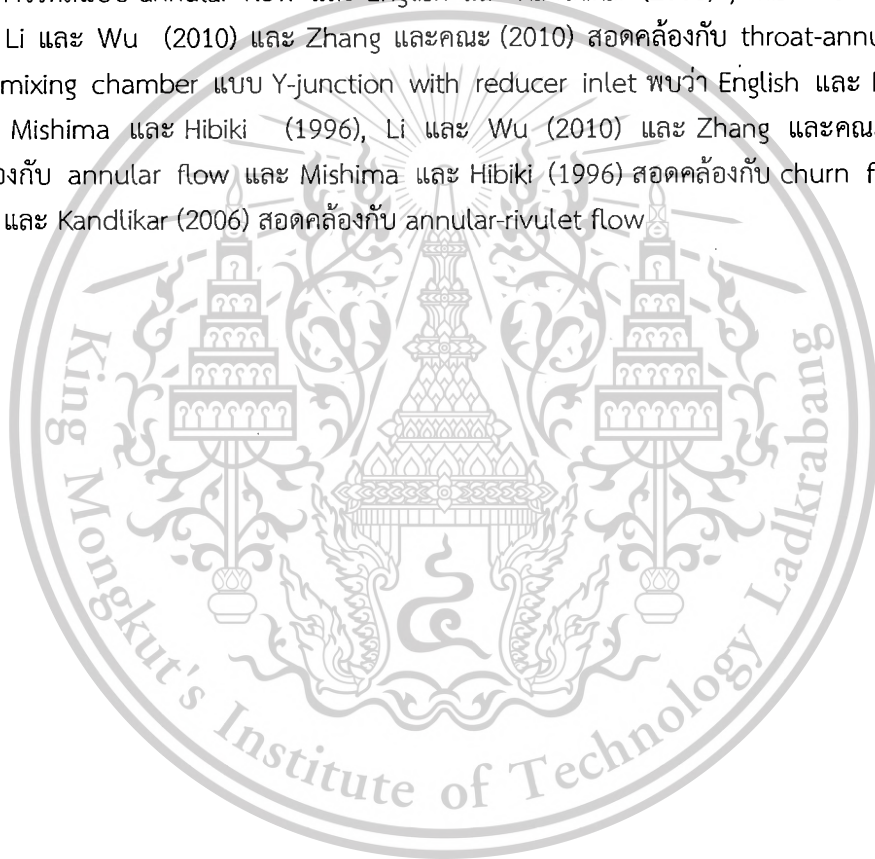 Li และ Wu (2010) และ Zhang และคณะ (2010) สอดคล้องกับ throat-annu
mixing chamber แบบ Y-junction with reducer inlet พบว่า English และ
Mishima และ Hibiki (1996), Li และ Wu (2010) และ Zhang และคณะ
องกับ annular flow และ Mishima และ Hibiki (1996) สอดคล้องกับ churn f
และ Kandlikar (2006) สอดคล้องกับ annular-rivulet flow
King Mongkut's Institute of Technology Ladkrabang